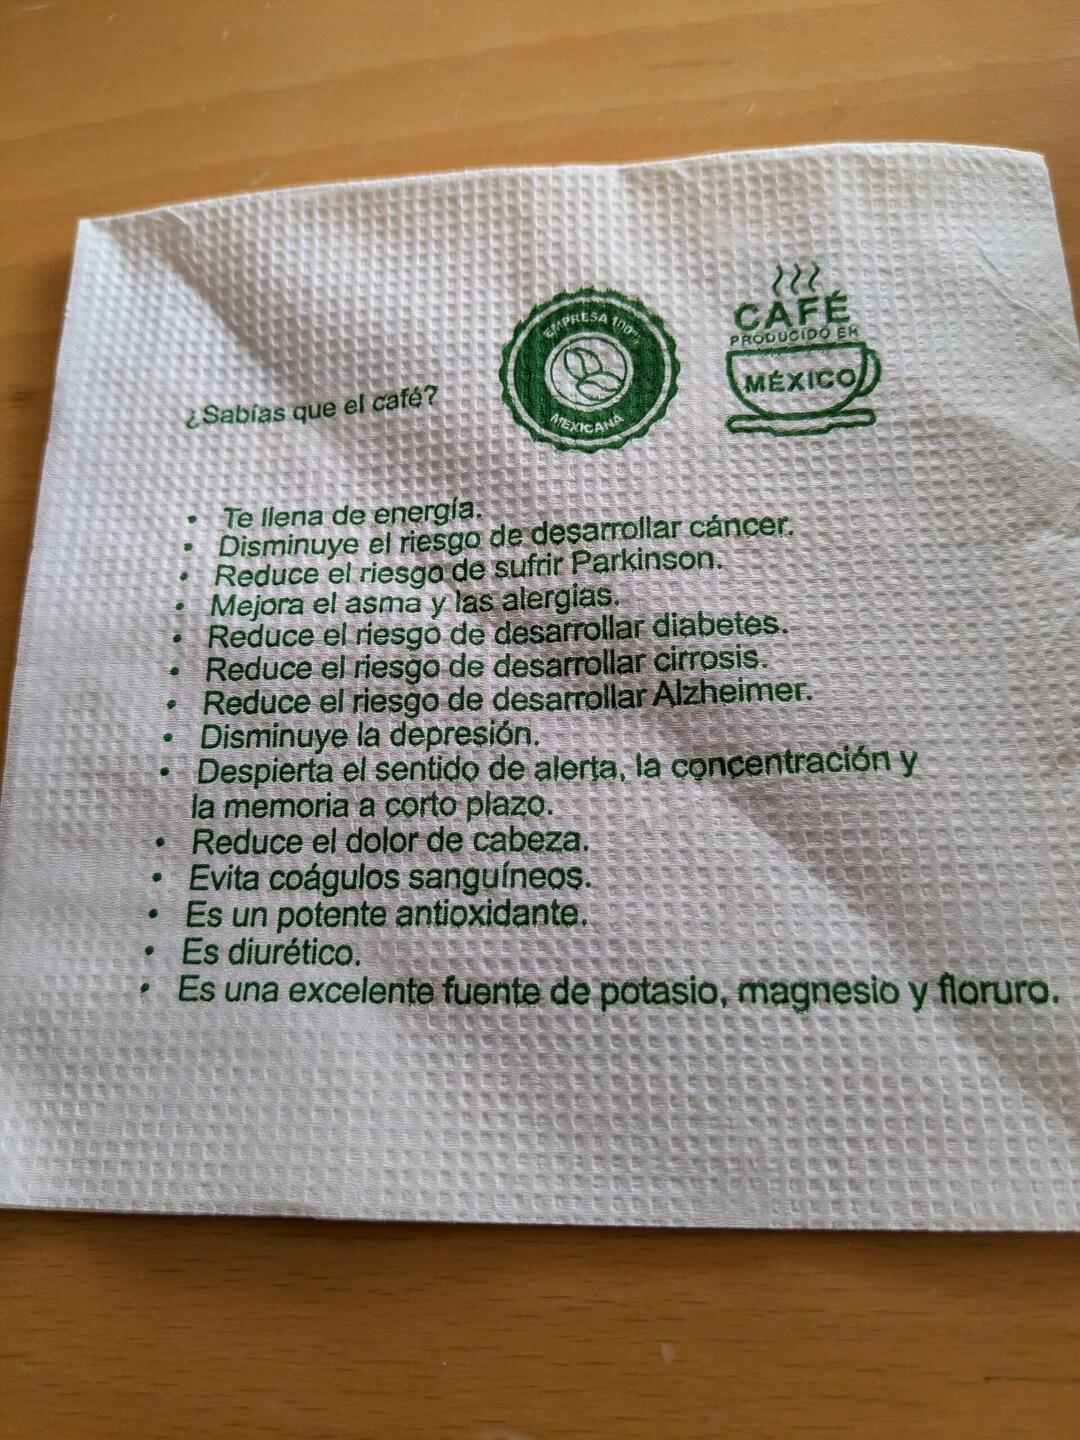 EMPRESA 100%
MEXICANA
CAFÉ
PRODUCIDO EN
MÉXICO
¿Sabías que el café?
• Te llena de energía.
• Disminuye el riesgo de desarrollar cáncer.
• Reduce el riesgo de sufrir Parkinson.
• Mejora el asma y las alergias.
• Reduce el riesgo de desarrollar diabetes.
• Reduce el riesgo de desarrollar cirrosis.
• Reduce el riesgo de desarrollar Alzheimer.
• Disminuye la depresión.
• Despierta el sentido de alerta, la concentración y
la memoria a corto plazo.
• Reduce el dolor de cabeza.
• Evita coágulos sanguíneos.
• Es un potente antioxidante.
• Es diurético.
• Es una excelente fuente de potasio, magnesio y floruro.